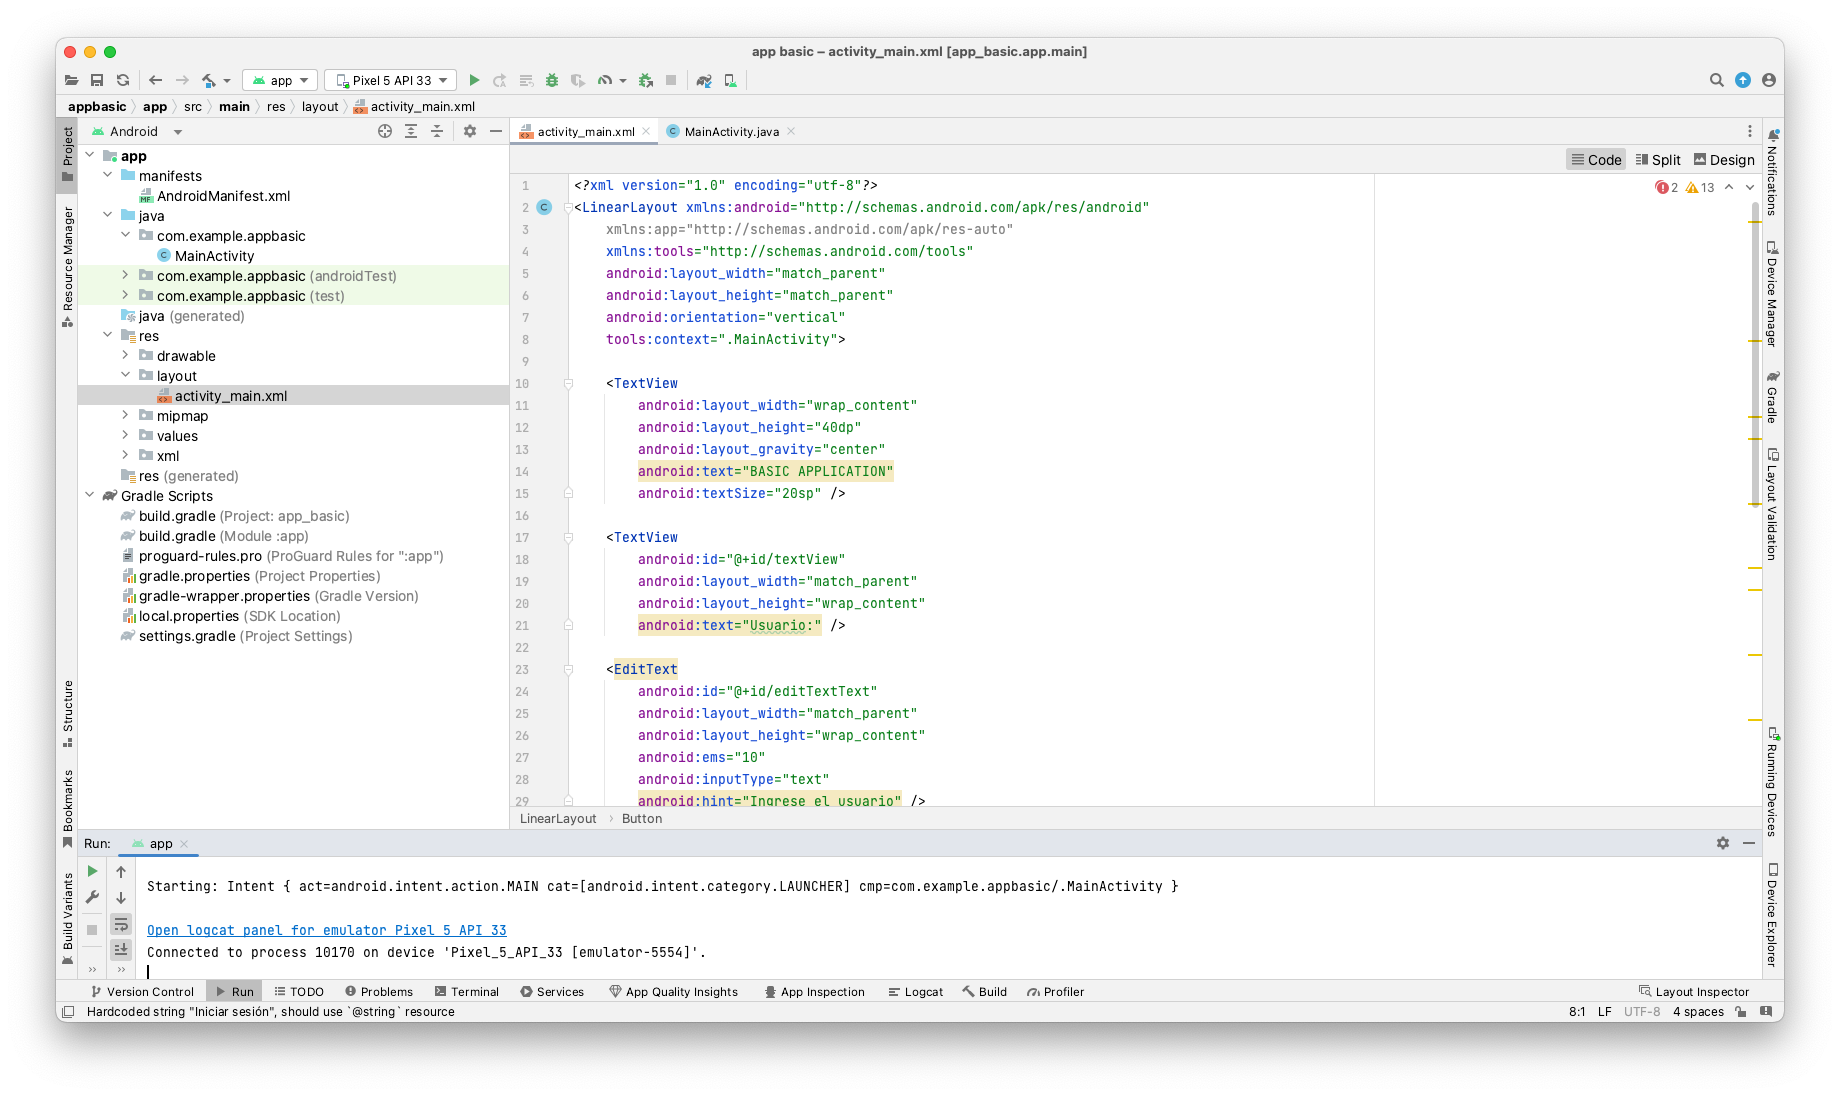 app basic – activity_main.xml [app_basic.app.main]
app
Pixel 5 API 33
appbasic app src main res layout activity_main.xml
Project
Resource Manager
Structure
Bookmarks
Build Variants
Android
app
manifests
AndroidManifest.xml
java
com.example.appbasic
MainActivity
com.example.appbasic (androidTest)
com.example.appbasic (test)
java (generated)
res
drawable
layout
activity_main.xml
mipmap
values
xml
res (generated)
Gradle Scripts
build.gradle (Project: app_basic)
build.gradle (Module :app)
proguard-rules.pro (ProGuard Rules for ":app")
gradle.properties (Project Properties)
gradle-wrapper.properties (Gradle Version)
local.properties (SDK Location)
settings.gradle (Project Settings)
activity_main.xml
MainActivity.java
Code Split Design
2 13
1 <?xml version="1.0" encoding="utf-8"?>
2 <LinearLayout xmlns:android="http://schemas.android.com/apk/res/android"
3 xmlns:app="http://schemas.android.com/apk/res-auto"
4 xmlns:tools="http://schemas.android.com/tools"
5 android:layout_width="match_parent"
6 android:layout_height="match_parent"
7 android:orientation="vertical"
8 tools:context=".MainActivity">
9
10 <TextView
11 android:layout_width="wrap_content"
12 android:layout_height="40dp"
13 android:layout_gravity="center"
14 android:text="BASIC APPLICATION"
15 android:textSize="20sp" />
16
17 <TextView
18 android:id="@+id/textView"
19 android:layout_width="match_parent"
20 android:layout_height="wrap_content"
21 android:text="Usuario:" />
22
23 <EditText
24 android:id="@+id/editTextText"
25 android:layout_width="match_parent"
26 android:layout_height="wrap_content"
27 android:ems="10"
28 android:inputType="text"
29 android:hint="Ingrese el usuario" />
LinearLayout › Button
Notifications
Device Manager
Gradle
Layout Validation
Running Devices
Device Explorer
Run: app
Starting: Intent { act=android.intent.action.MAIN cat=[android.intent.category.LAUNCHER] cmp=com.example.appbasic/.MainActivity }
Open logcat panel for emulator Pixel 5 API 33
Connected to process 10170 on device 'Pixel_5_API_33 [emulator-5554]'.
Version Control Run TODO Problems Terminal Services App Quality Insights App Inspection Logcat Build Profiler Layout Inspector
Hardcoded string "Iniciar sesión", should use `@string` resource
8:1 LF UTF-8 4 spaces